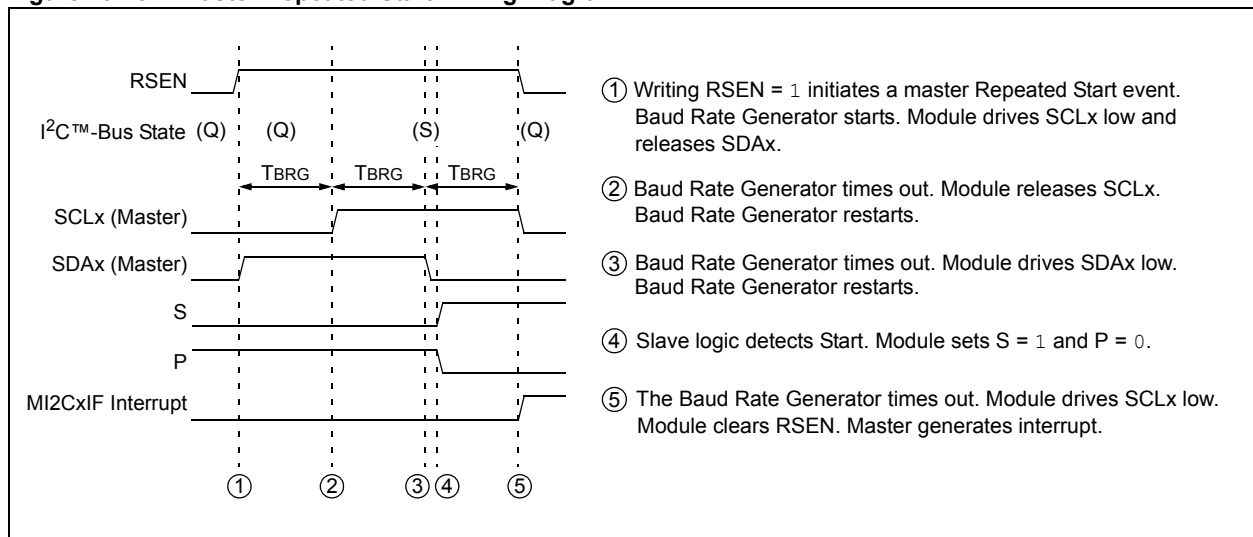 RSEN
I2C™-Bus State (Q) (Q) (S) (Q)
TBRG TBRG TBRG
SCLx (Master)
SDAx (Master)
S
P
MI2CxIF Interrupt
1 2 3 4 5
1 Writing RSEN = 1 initiates a master Repeated Start event.
Baud Rate Generator starts. Module drives SCLx low and
releases SDAx.
2 Baud Rate Generator times out. Module releases SCLx.
Baud Rate Generator restarts.
3 Baud Rate Generator times out. Module drives SDAx low.
Baud Rate Generator restarts.
4 Slave logic detects Start. Module sets S = 1 and P = 0.
5 The Baud Rate Generator times out. Module drives SCLx low.
Module clears RSEN. Master generates interrupt.